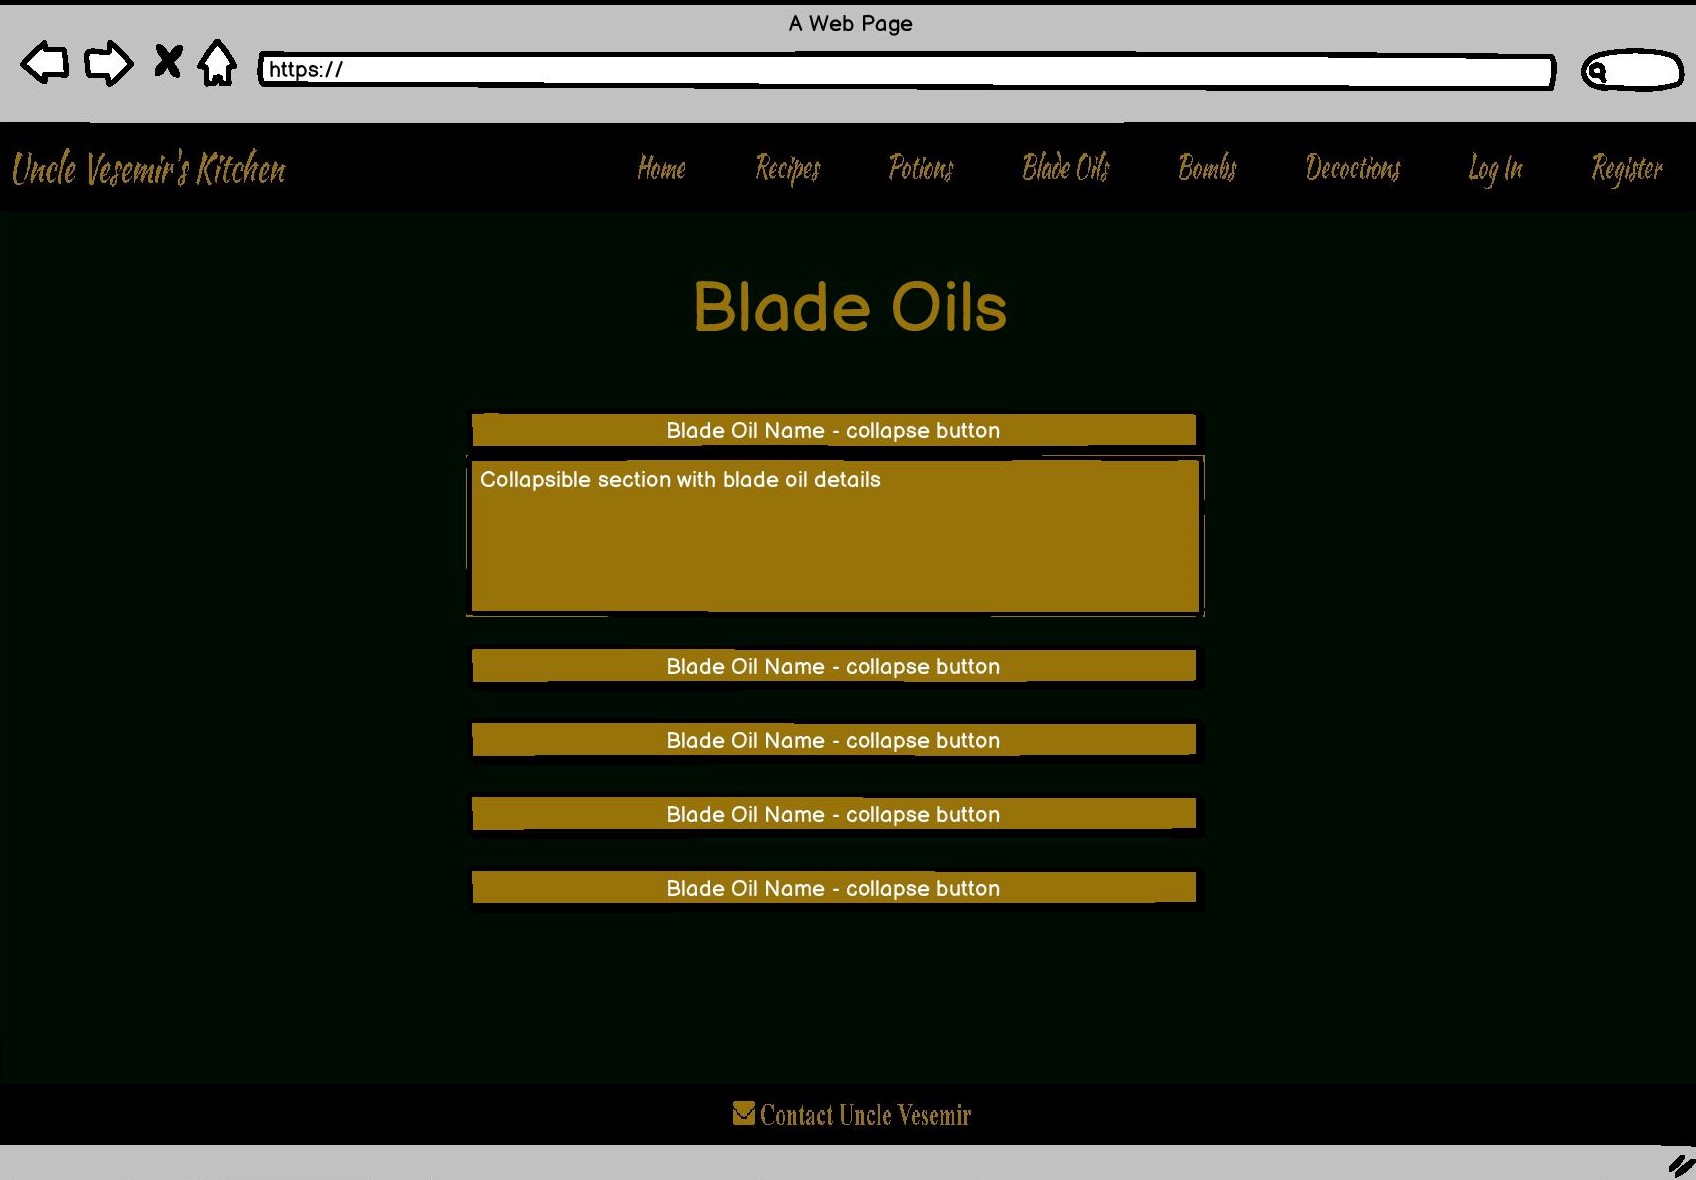 A Web Page
https://
Uncle Vesemir's Kitchen
Home Recipes Potions Blade Oils Bombs Decoctions Log In Register
Blade Oils
Blade Oil Name - collapse button
Collapsible section with blade oil details
Blade Oil Name - collapse button
Blade Oil Name - collapse button
Blade Oil Name - collapse button
Blade Oil Name - collapse button
Contact Uncle Vesemir